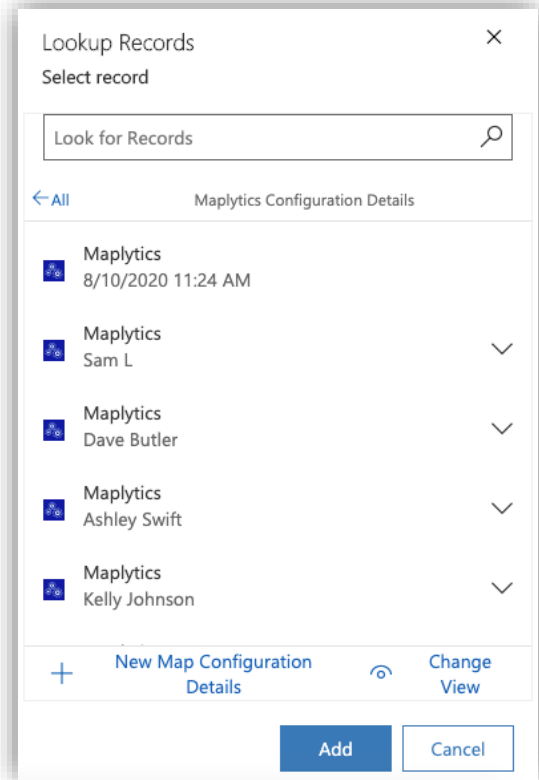 Lookup Records
Select record
Look for Records
All
Maplytics Configuration Details
Maplytics
8/10/2020 11:24 AM
Maplytics
Sam L
Maplytics
Dave Butler
Maplytics
Ashley Swift
Maplytics
Kelly Johnson
New Map Configuration
Details
Change
View
Add
Cancel